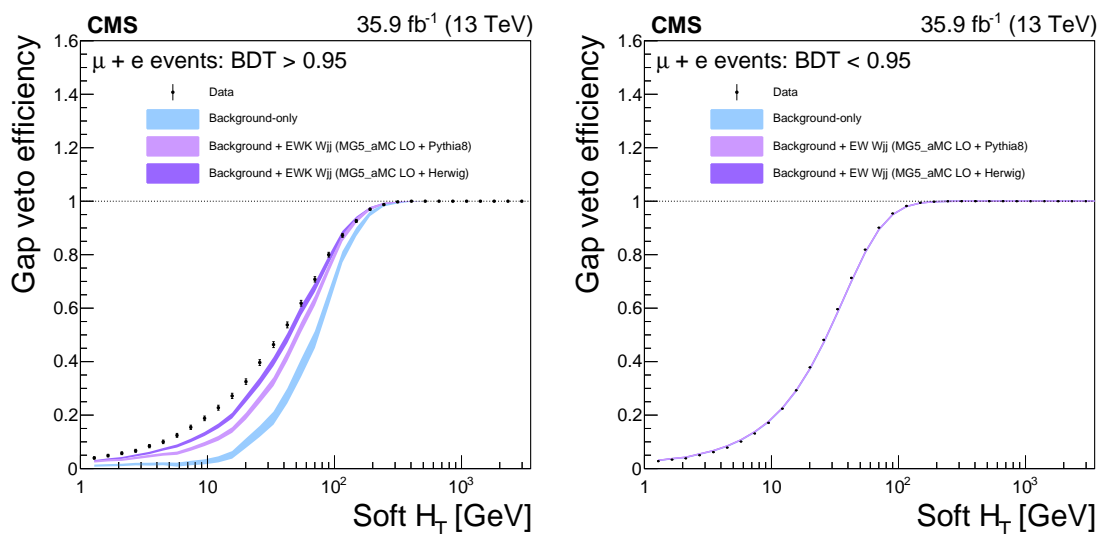 CMS 35.9 fb⁻¹ (13 TeV)
μ + e events: BDT > 0.95
Data
Background-only
Background + EWK Wjj (MG5_aMC LO + Pythia8)
Background + EWK Wjj (MG5_aMC LO + Herwig)
Gap veto efficiency
1.6
1.4
1.2
1
0.8
0.6
0.4
0.2
0
1 10 10² 10³
Soft H_T [GeV]
CMS 35.9 fb⁻¹ (13 TeV)
μ + e events: BDT < 0.95
Data
Background-only
Background + EW Wjj (MG5_aMC LO + Pythia8)
Background + EW Wjj (MG5_aMC LO + Herwig)
Gap veto efficiency
1.6
1.4
1.2
1
0.8
0.6
0.4
0.2
0
1 10 10² 10³
Soft H_T [GeV]